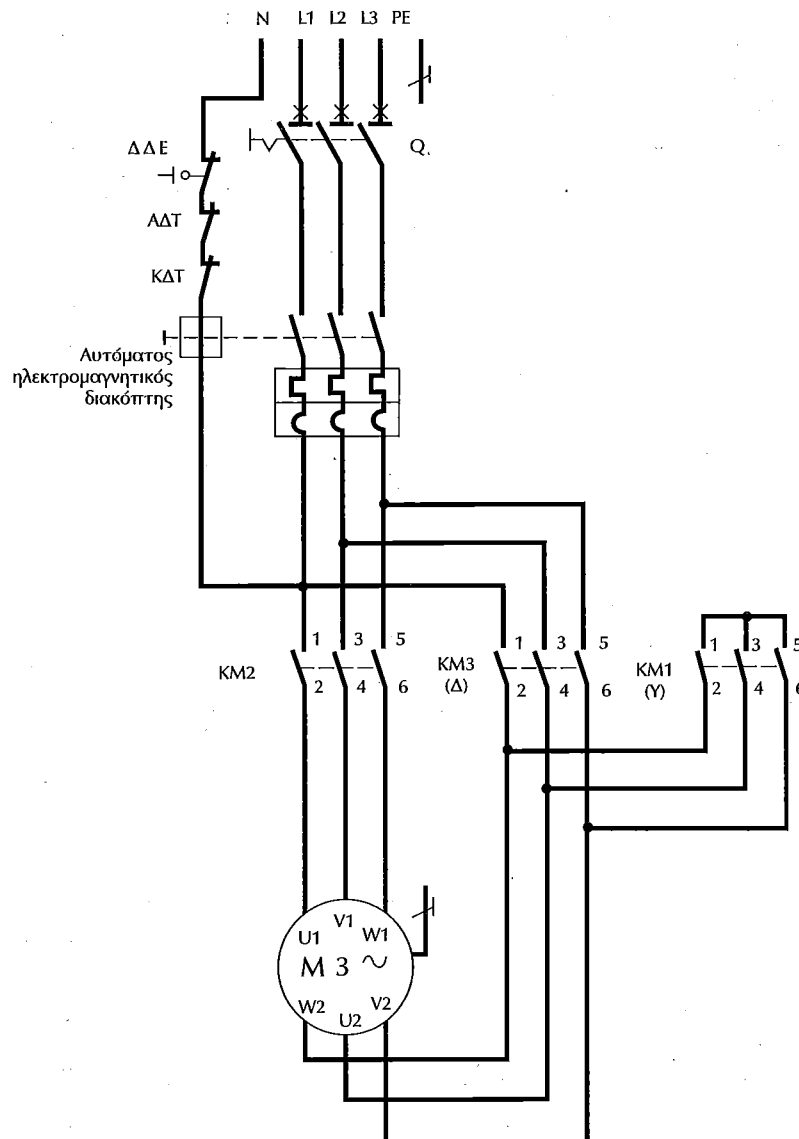 N L1 L2 L3 PE
ΔΔΕ
Q
ΑΔΤ
ΚΔΤ
Αυτόματος
ηλεκτρομαγνητικός
διακόπτης
1 3 5
KM2
2 4 6
1 3 5
KM3
(Δ)
2 4 6
1 3 5
KM1
(Υ)
2 4 6
U1 V1 W1
M 3 ~
W2 U2 V2